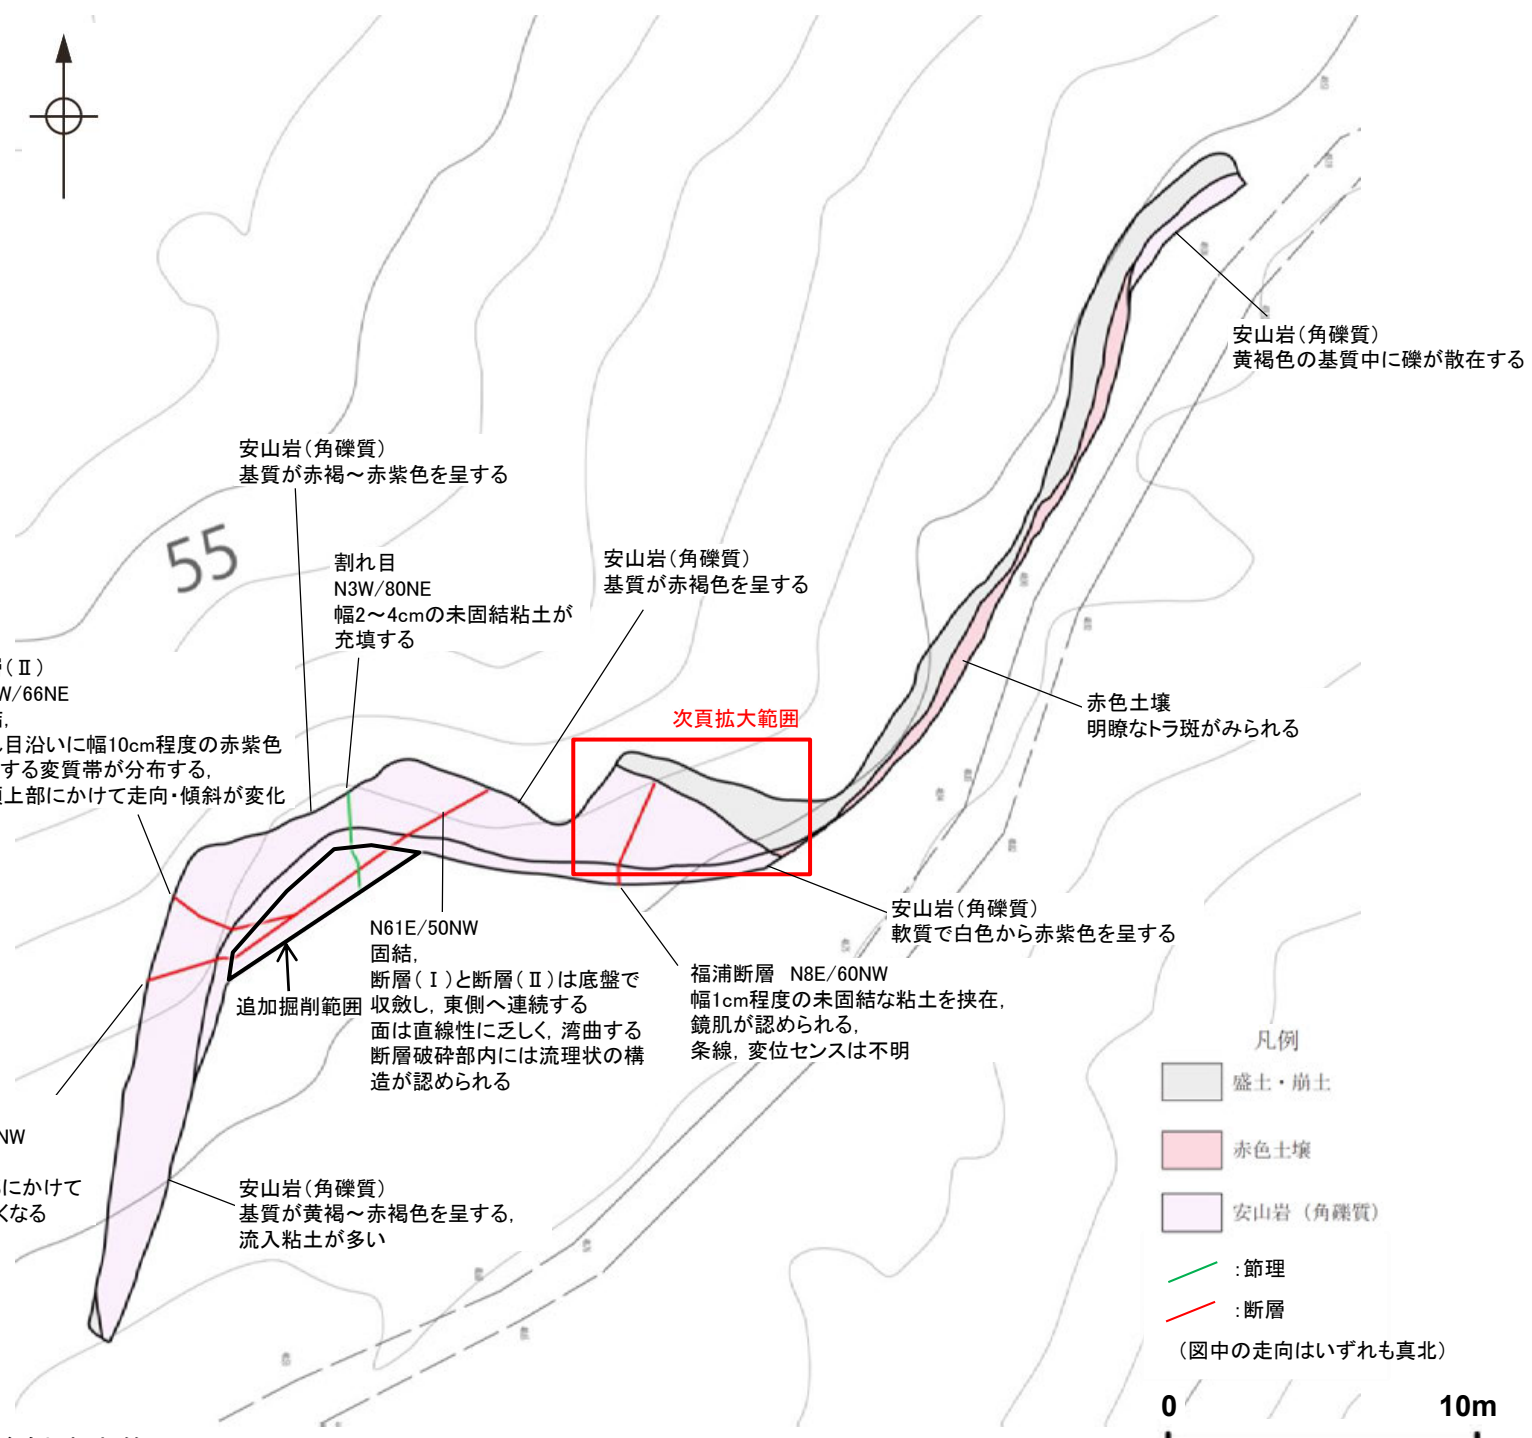 安山岩(角礫質)
黄褐色の基質中に礫が散在する
安山岩(角礫質)
基質が赤褐～赤紫色を呈する
55
割れ目
N3W/80NE
幅2～4cmの未固結粘土が
充填する
安山岩(角礫質)
基質が赤褐色を呈する
(Ⅱ)
W/66NE
目沿いに幅10cm程度の赤紫色
する変質帯が分布する,
上部にかけて走向・傾斜が変化
次頁拡大範囲
赤色土壌
明瞭なトラ斑がみられる
安山岩(角礫質)
軟質で白色から赤紫色を呈する
N61E/50NW
固結,
断層(Ⅰ)と断層(Ⅱ)は底盤で
収斂し, 東側へ連続する
面は直線性に乏しく, 湾曲する
断層破砕部内には流理状の構
造が認められる
追加掘削範囲
福浦断層 N8E/60NW
幅1cm程度の未固結な粘土を挟在,
鏡肌が認められる,
条線, 変位センスは不明
NW
にかけて
くなる
安山岩(角礫質)
基質が黄褐～赤褐色を呈する,
流入粘土が多い
凡例
盛土・崩土
赤色土壌
安山岩（角礫質）
:節理
:断層
(図中の走向はいずれも真北)
0 10m